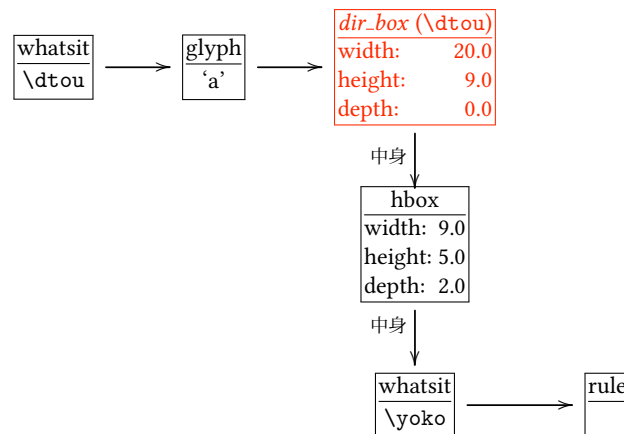 whatsit
\dtou
glyph
‘a’
dir_box (\dtou)
width: 20.0
height: 9.0
depth: 0.0
中身
hbox
width: 9.0
height: 5.0
depth: 2.0
中身
whatsit
\yoko
rule